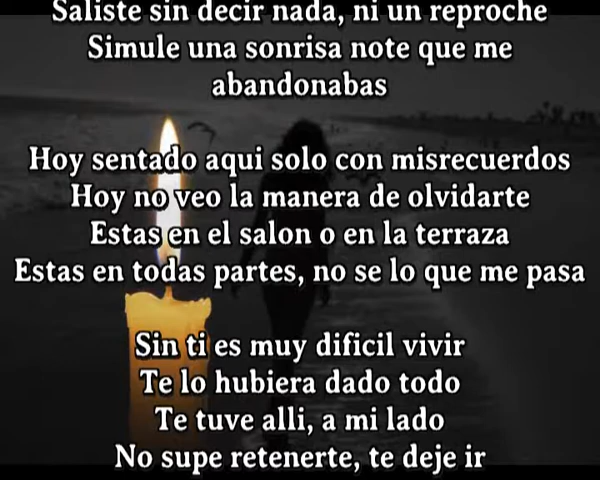 Saliste sin decir nada, ni un reproche
Simule una sonrisa note que me
abandonabas
Hoy sentado aqui solo con misrecuerdos
Hoy no veo la manera de olvidarte
Estas en el salon o en la terraza
Estas en todas partes, no se lo que me pasa
Sin ti es muy dificil vivir
Te lo hubiera dado todo
Te tuve alli, a mi lado
No supe retenerte, te deje ir